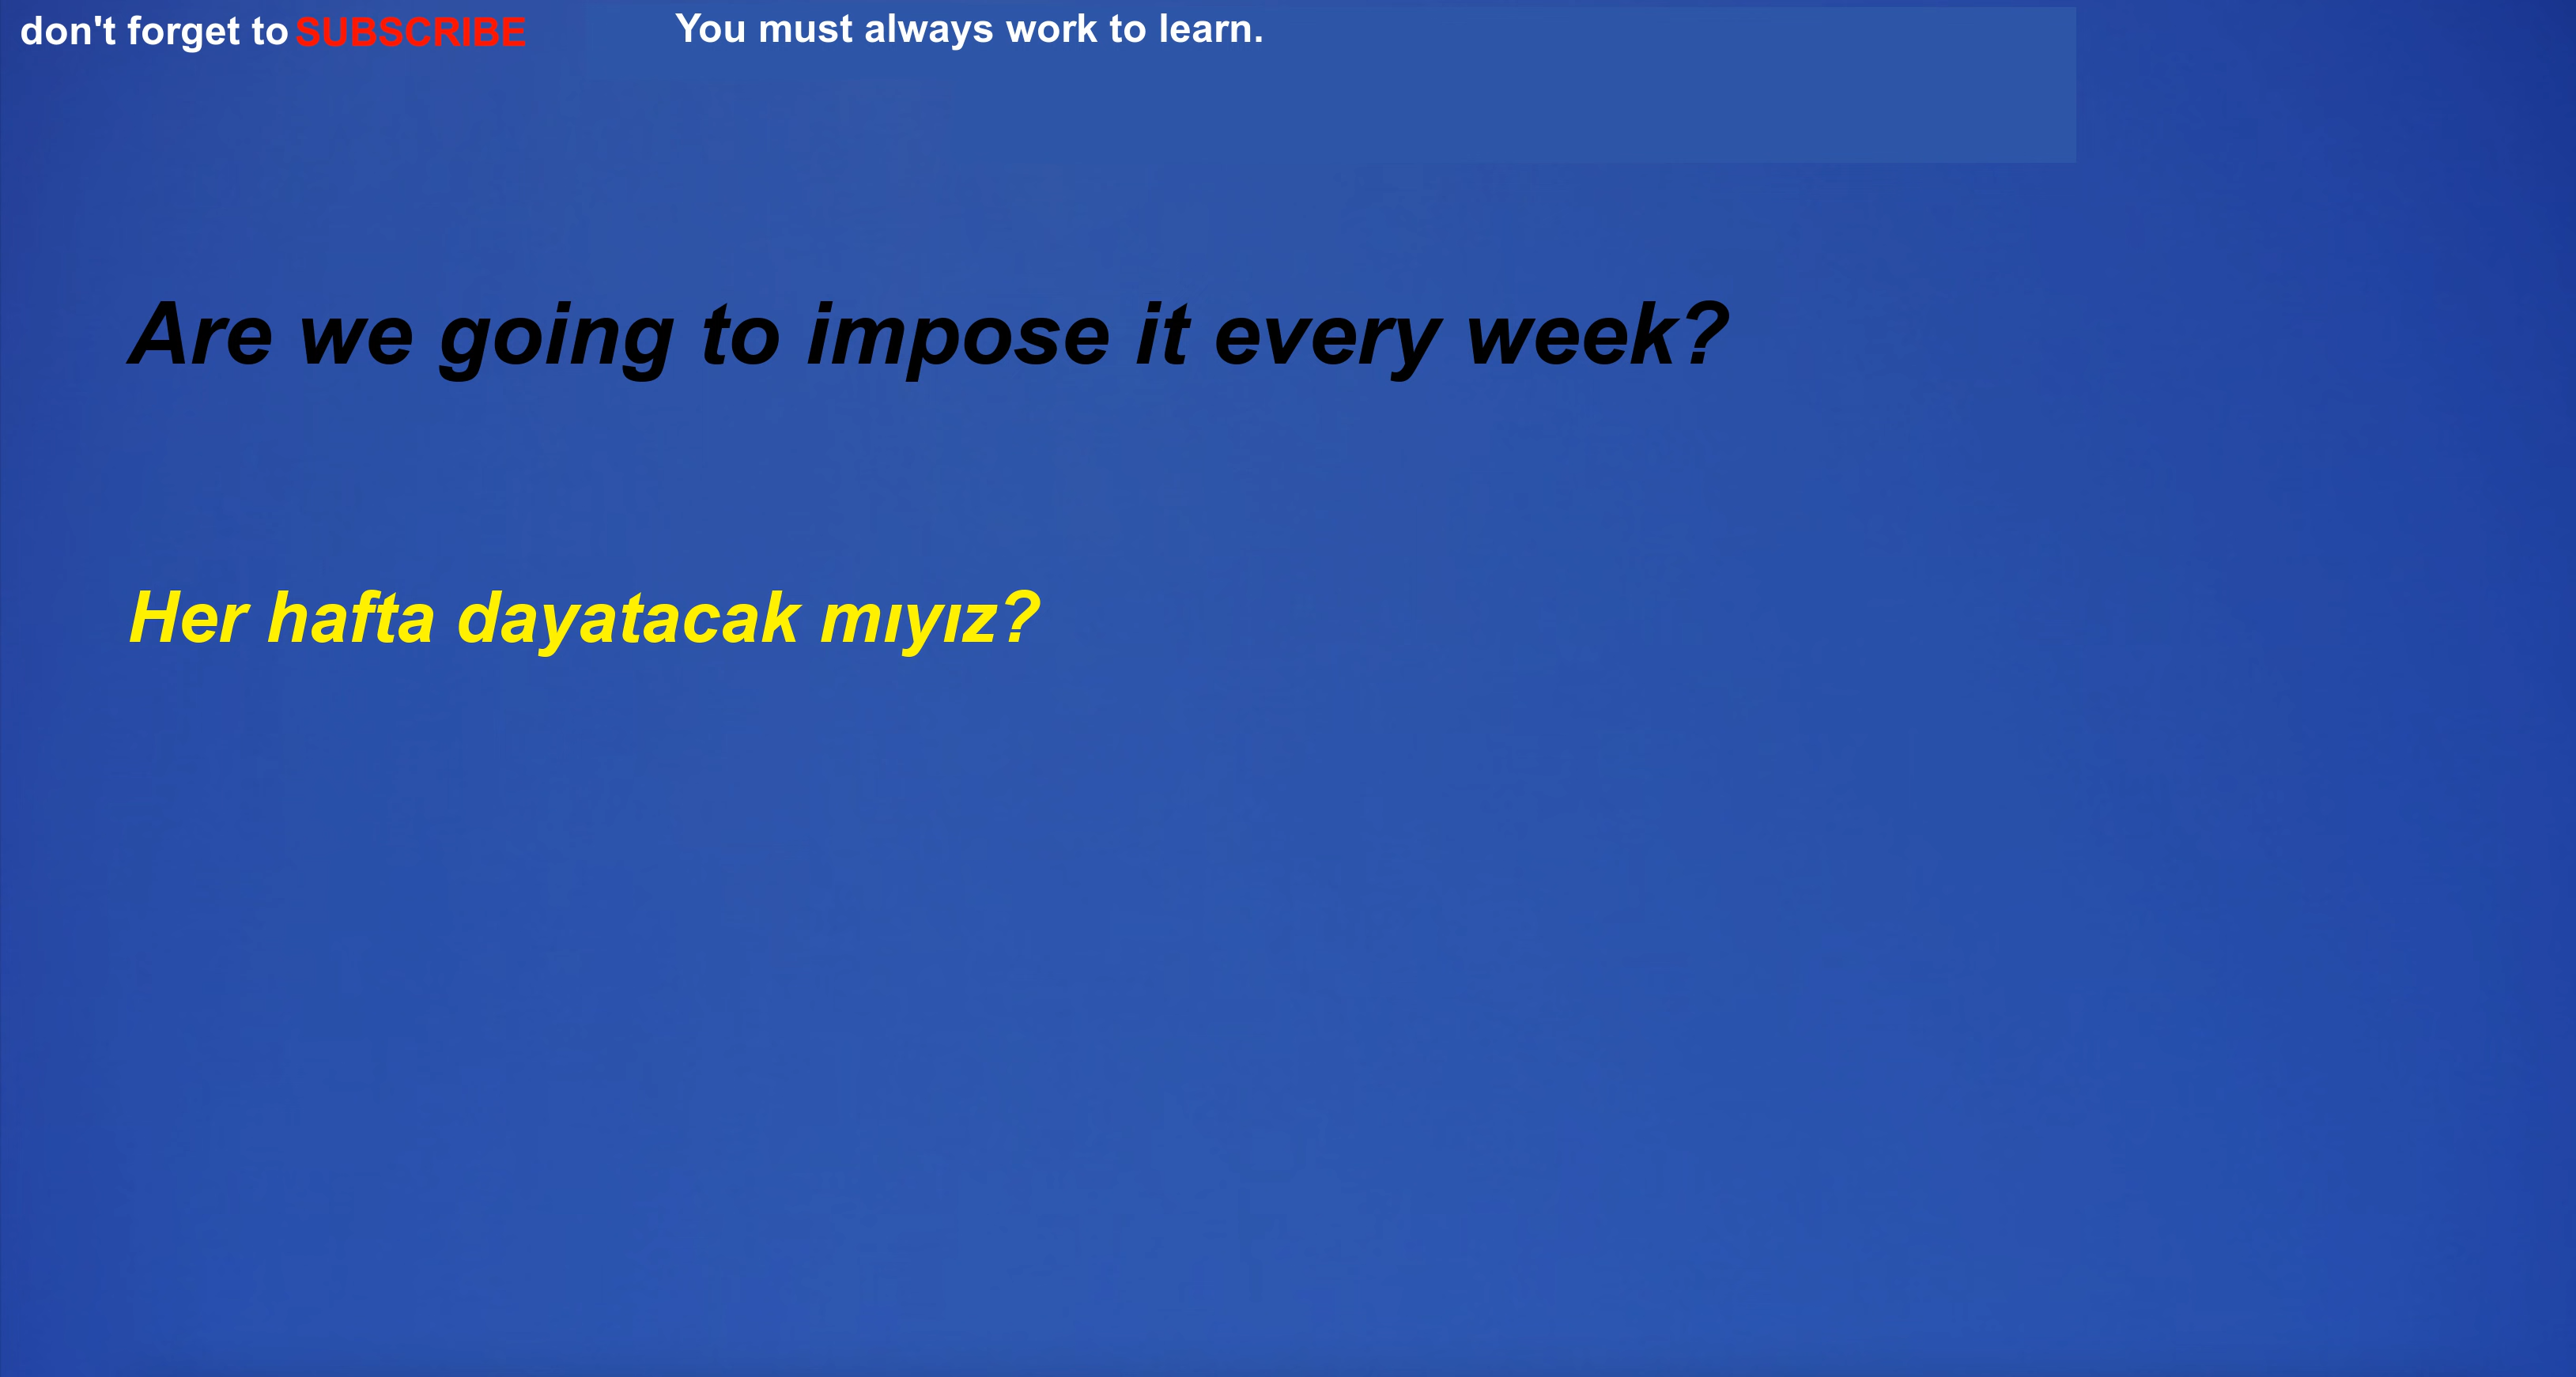 don't forget to SUBSCRIBE You must always work to learn.
Are we going to impose it every week?
Her hafta dayatacak mıyız?